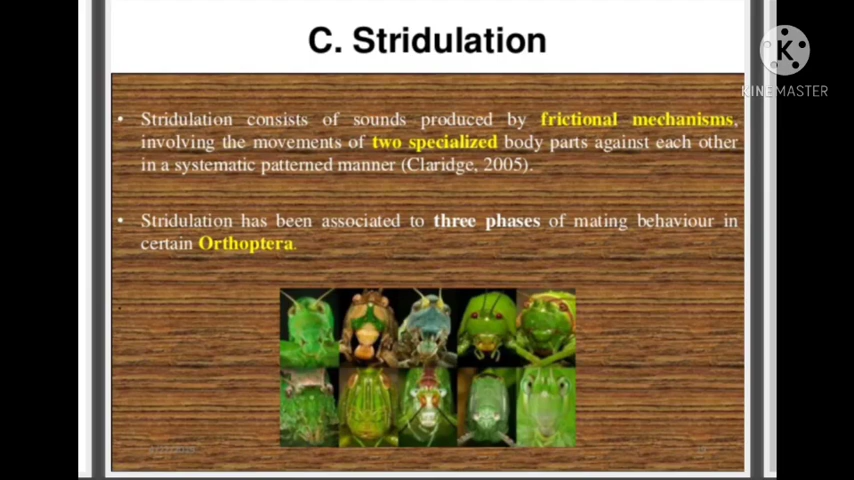 C. Stridulation
K
KINEMASTER
• Stridulation consists of sounds produced by frictional mechanisms,
involving the movements of two specialized body parts against each other
in a systematic patterned manner (Claridge, 2005).
• Stridulation has been associated to three phases of mating behaviour in
certain Orthoptera.